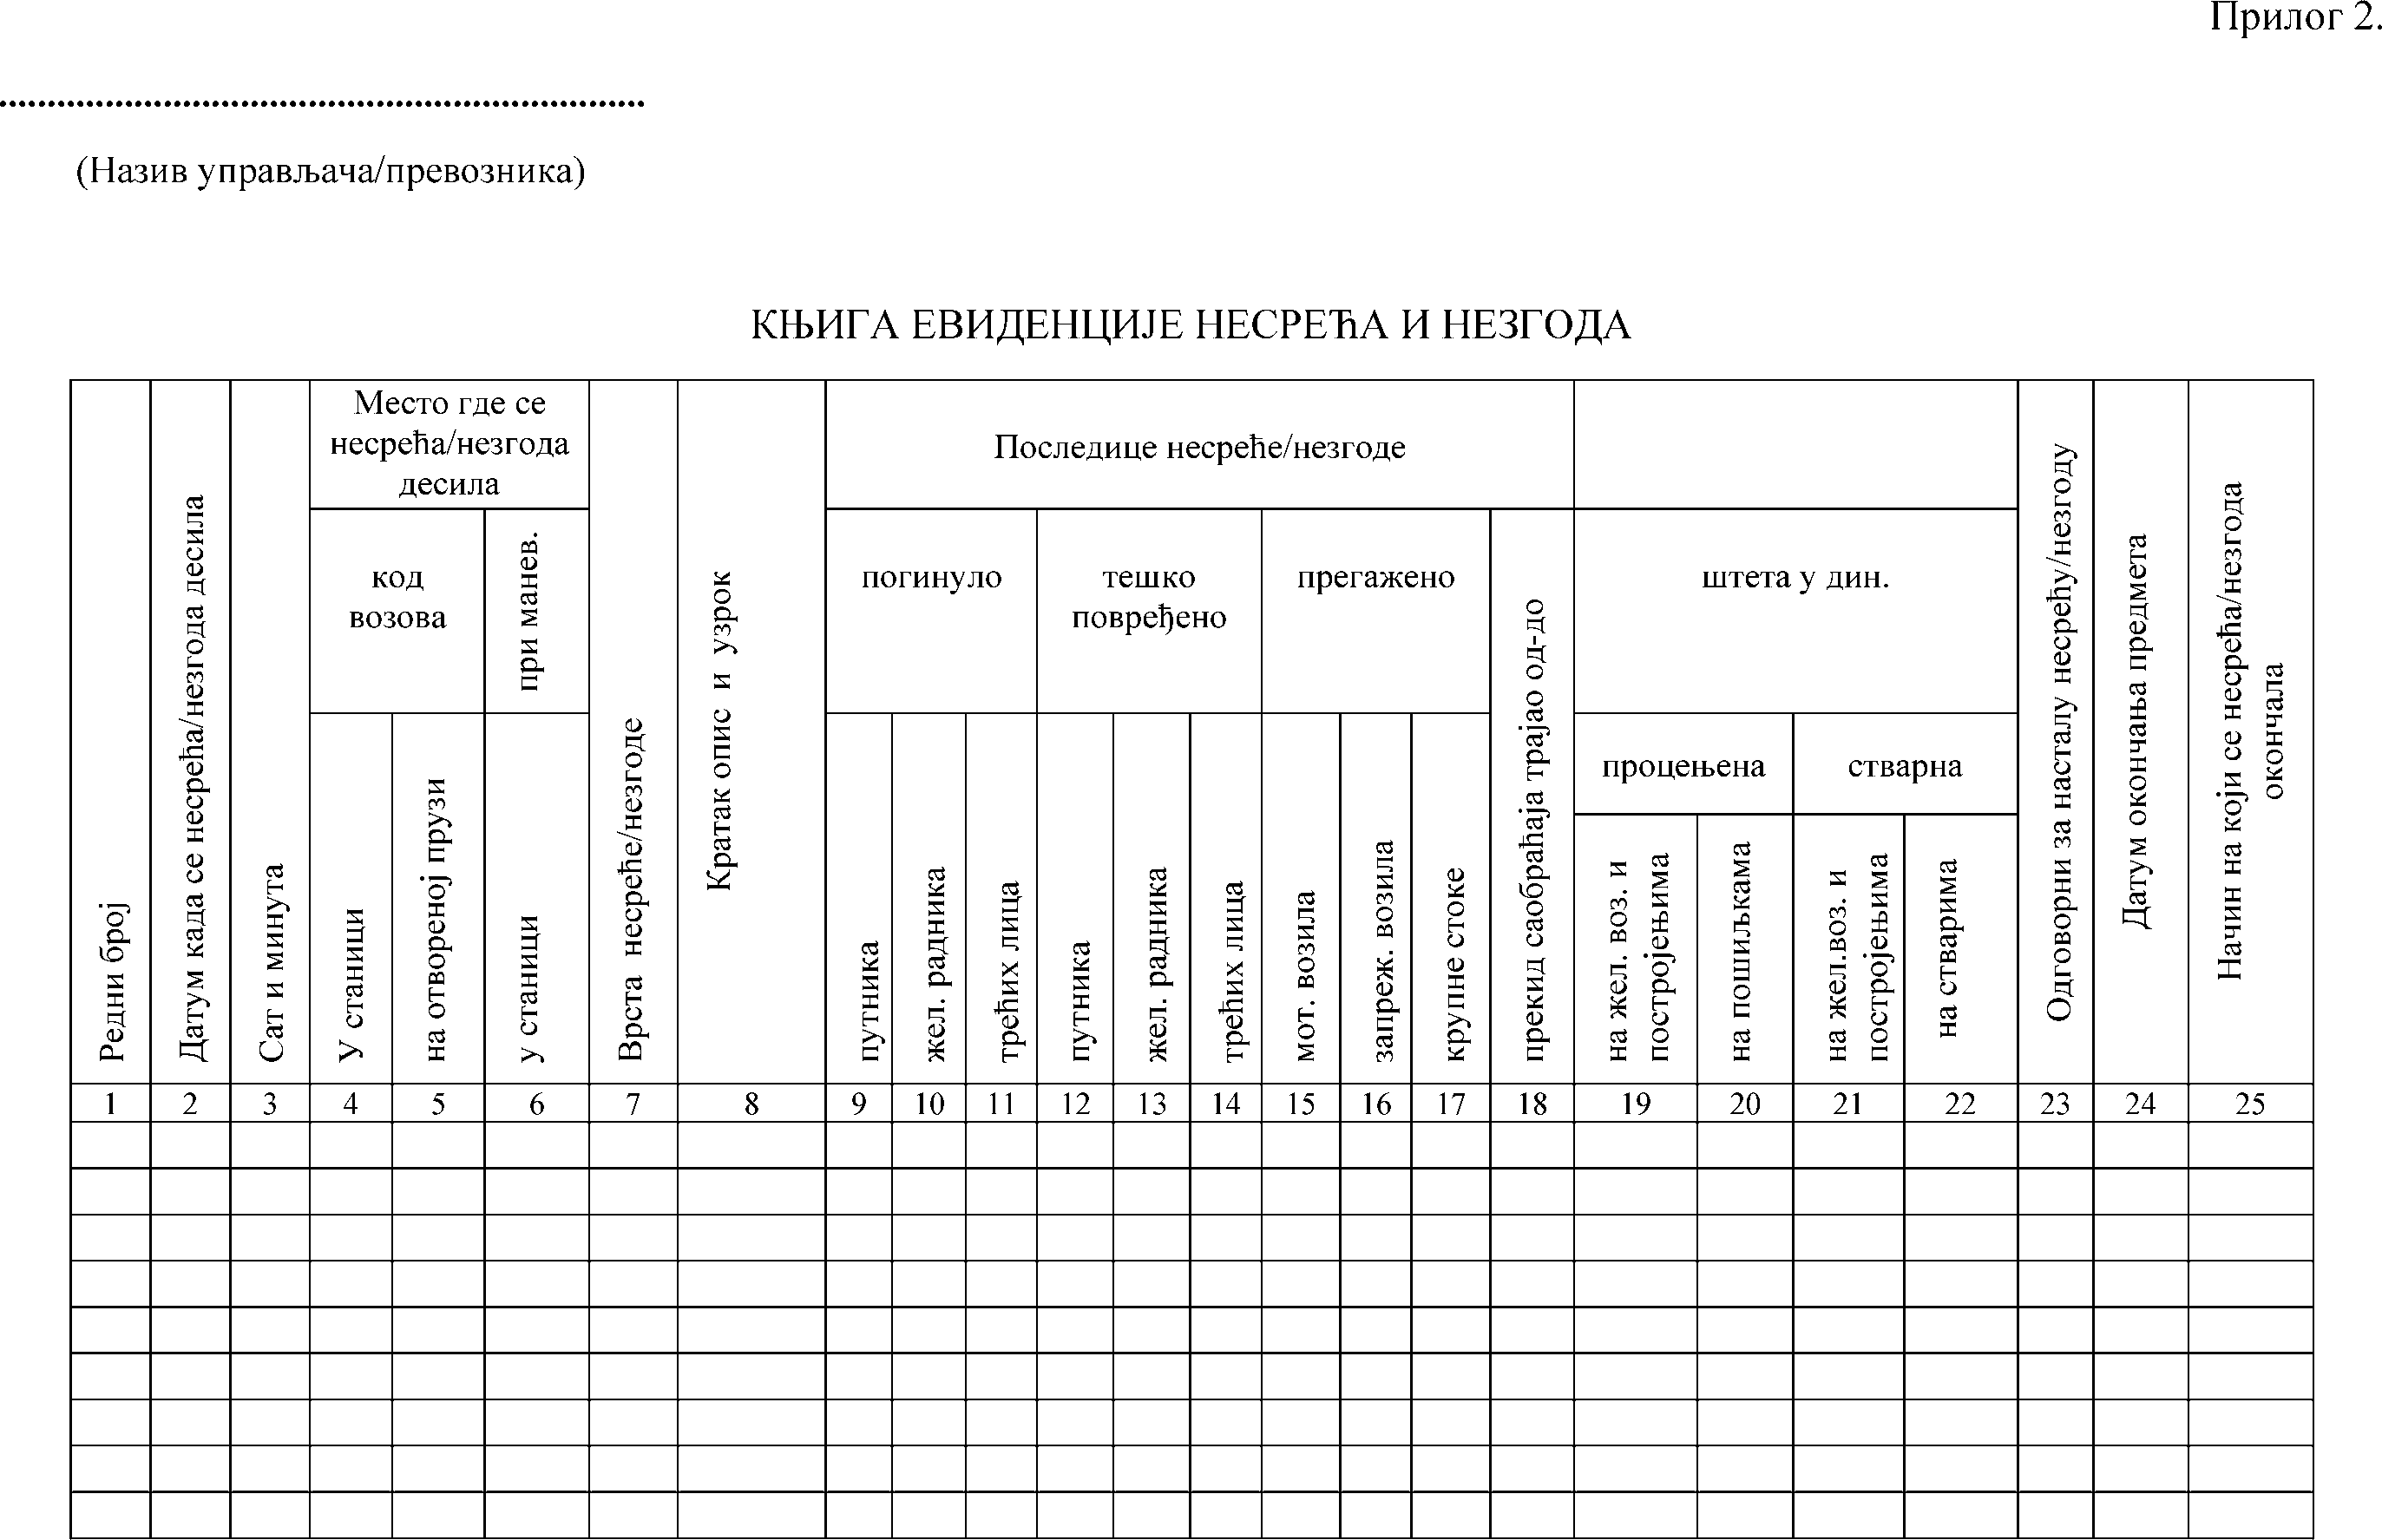 Прилог 2.
................................................................................
(Назив управљача/превозника)
КЊИГА ЕВИДЕНЦИЈЕ НЕСРЕЋА И НЕЗГОДА
Редни број
Датум када се несрећа/незгода десила
Сат и минута
Место где се
несрећа/незгода
десила
код
возова
при манев.
У станици
на отвореној прузи
у станици
Врста несреће/незгоде
Кратак опис и узрок
Последице несреће/незгоде
погинуло
тешко
повређено
прегажено
путника
жел. радника
трећих лица
путника
жел. радника
трећих лица
мот. возила
запреж. возила
крупне стоке
прекид саобраћаја трајао од-до
штета у дин.
процењена
стварна
на жел. воз. и
постројењима
на пошиљкама
на жел.воз. и
постројењима
на стварима
Одговорни за насталу несрећу/незгоду
Датум окончања предмета
Начин на који се несрећа/незгода
окончала
1 2 3 4 5 6 7 8 9 10 11 12 13 14 15 16 17 18 19 20 21 22 23 24 25